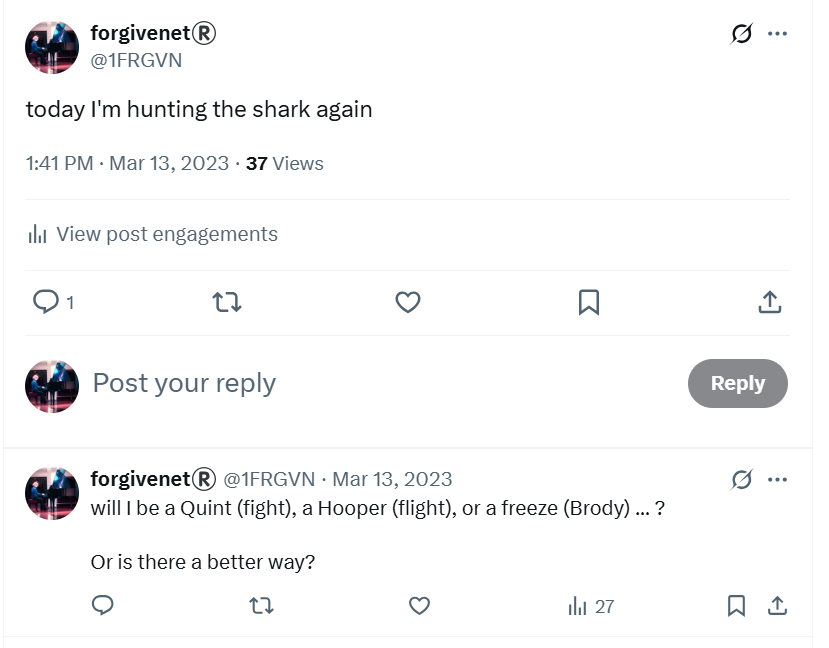 forgivenet®
@1FRGVN
today I'm hunting the shark again
1:41 PM · Mar 13, 2023 · 37 Views
View post engagements
1
Post your reply
Reply
forgivenet® @1FRGVN · Mar 13, 2023
will I be a Quint (fight), a Hooper (flight), or a freeze (Brody) ... ?
Or is there a better way?
27